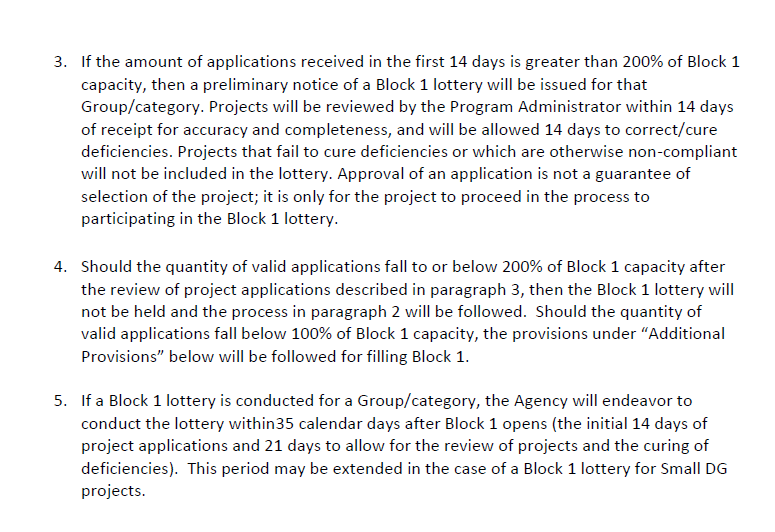 3. If the amount of applications received in the first 14 days is greater than 200% of Block 1
capacity, then a preliminary notice of a Block 1 lottery will be issued for that
Group/category. Projects will be reviewed by the Program Administrator within 14 days
of receipt for accuracy and completeness, and will be allowed 14 days to correct/cure
deficiencies. Projects that fail to cure deficiencies or which are otherwise non-compliant
will not be included in the lottery. Approval of an application is not a guarantee of
selection of the project; it is only for the project to proceed in the process to
participating in the Block 1 lottery.
4. Should the quantity of valid applications fall to or below 200% of Block 1 capacity after
the review of project applications described in paragraph 3, then the Block 1 lottery will
not be held and the process in paragraph 2 will be followed.  Should the quantity of
valid applications fall below 100% of Block 1 capacity, the provisions under “Additional
Provisions” below will be followed for filling Block 1.
5. If a Block 1 lottery is conducted for a Group/category, the Agency will endeavor to
conduct the lottery within35 calendar days after Block 1 opens (the initial 14 days of
project applications and 21 days to allow for the review of projects and the curing of
deficiencies).  This period may be extended in the case of a Block 1 lottery for Small DG
projects.